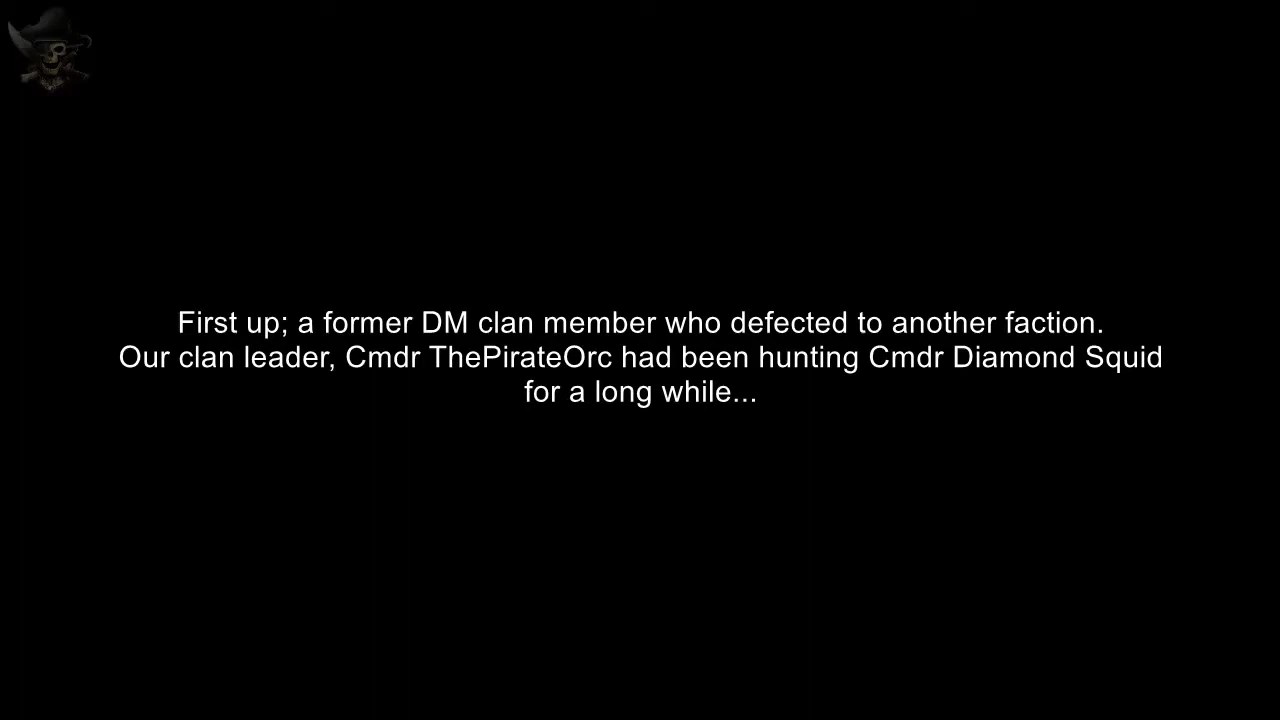 First up; a former DM clan member who defected to another faction.
Our clan leader, Cmdr ThePirateOrc had been hunting Cmdr Diamond Squid
for a long while...